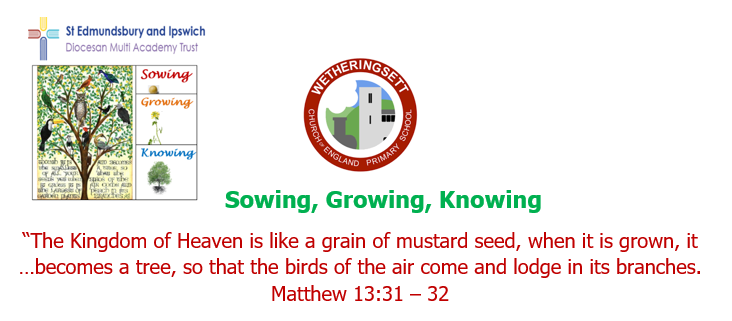 St Edmundsbury and Ipswich
Diocesan Multi Academy Trust
Sowing
Growing
Knowing
WETHERINGSETT
CHURCH OF ENGLAND PRIMARY SCHOOL
Sowing, Growing, Knowing
“The Kingdom of Heaven is like a grain of mustard seed, when it is grown, it
…becomes a tree, so that the birds of the air come and lodge in its branches.
Matthew 13:31 – 32